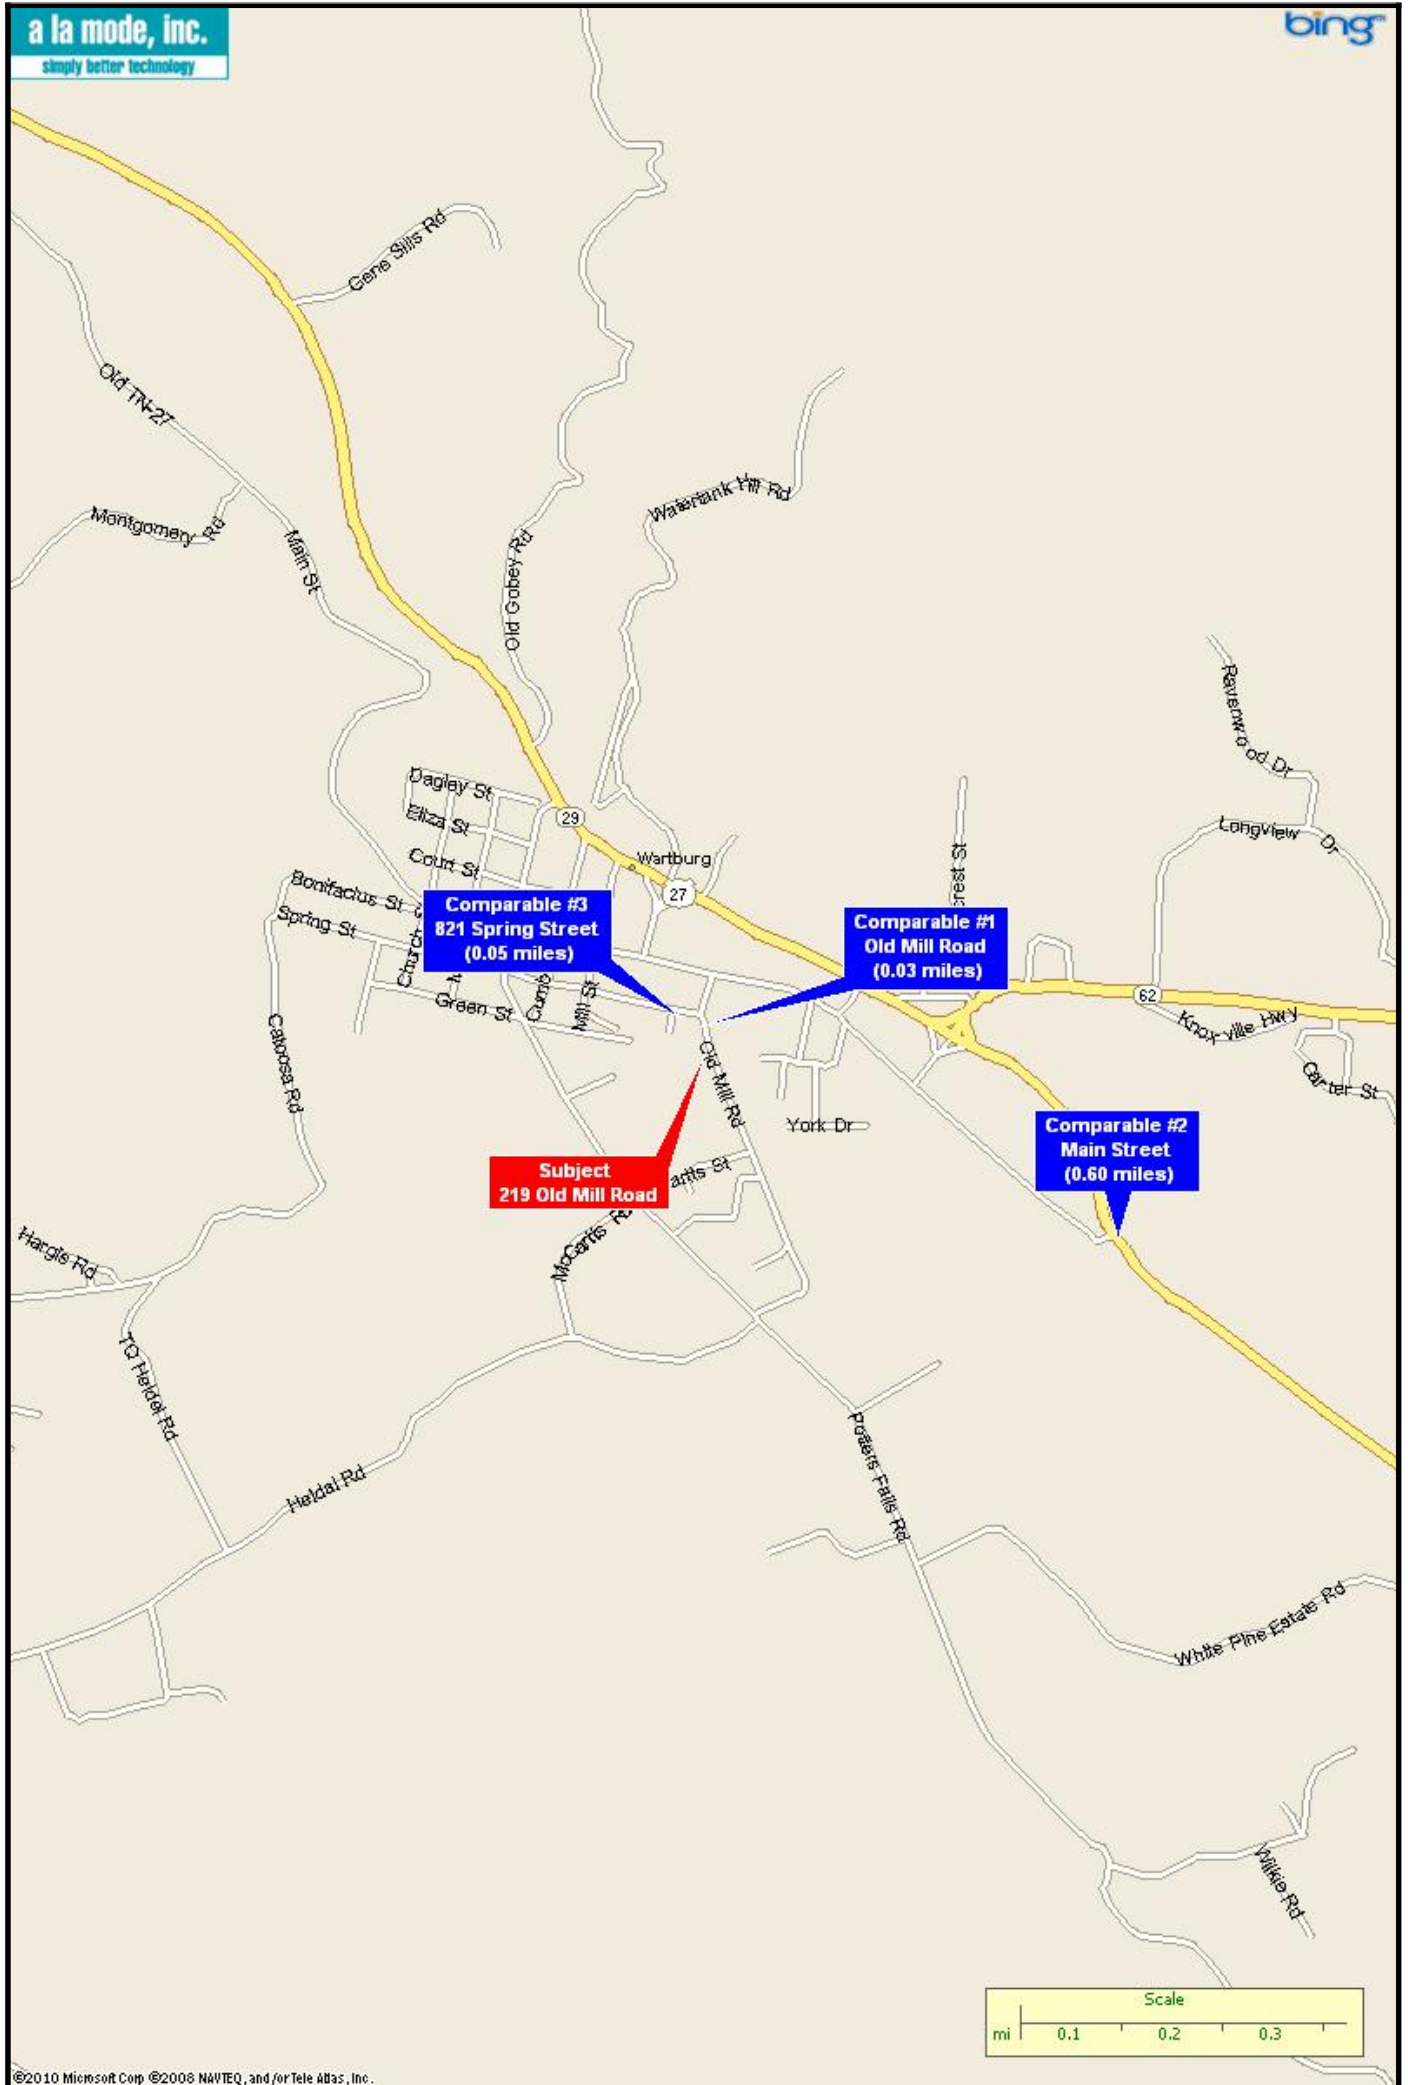 a la mode, inc.
simply better technology
bing
Gene Sills Rd
Old TN-27
Montgomery Rd
Main St
Old Gobey Rd
Watertank Hill Rd
Ravenwood Dr
Longview Dr
Dagley St
Eliza St
29
Court St
Wartburg
crest St
27
Bonifacius St
Spring St
Church
Comparable #3
821 Spring Street
(0.05 miles)
Comparable #1
Old Mill Road
(0.03 miles)
Green St
Cumb
Mill St
62
Knoxville Hwy
Carter St
Catoosa Rd
Old Mill Rd
York Dr
Comparable #2
Main Street
(0.60 miles)
Subject
219 Old Mill Road
artts St
McCartts Rd
Hargis Rd
TQ Heidel Rd
Heidal Rd
Potters Falls Rd
White Pine Estate Rd
Wilkie Rd
Scale
mi 0.1 0.2 0.3
©2010 Microsoft Corp ©2008 NAVTEQ, and/or Tele Atlas, Inc.